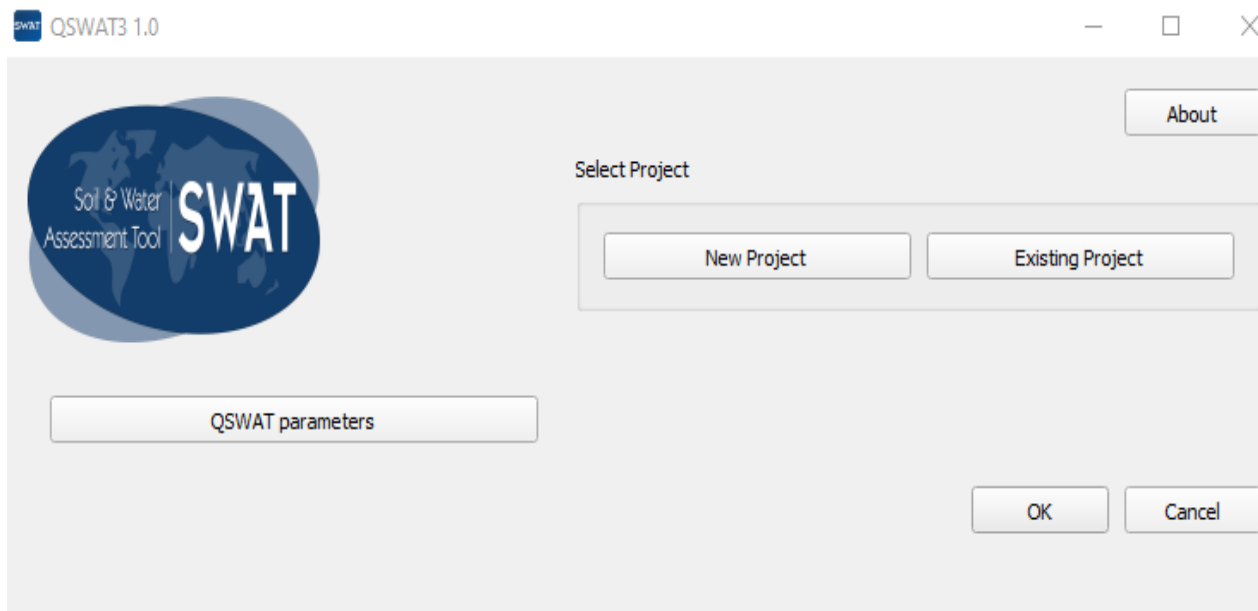 SWAT QSWAT3 1.0
About
Select Project
Soil & Water
Assessment Tool
SWAT
New Project Existing Project
QSWAT parameters
OK Cancel